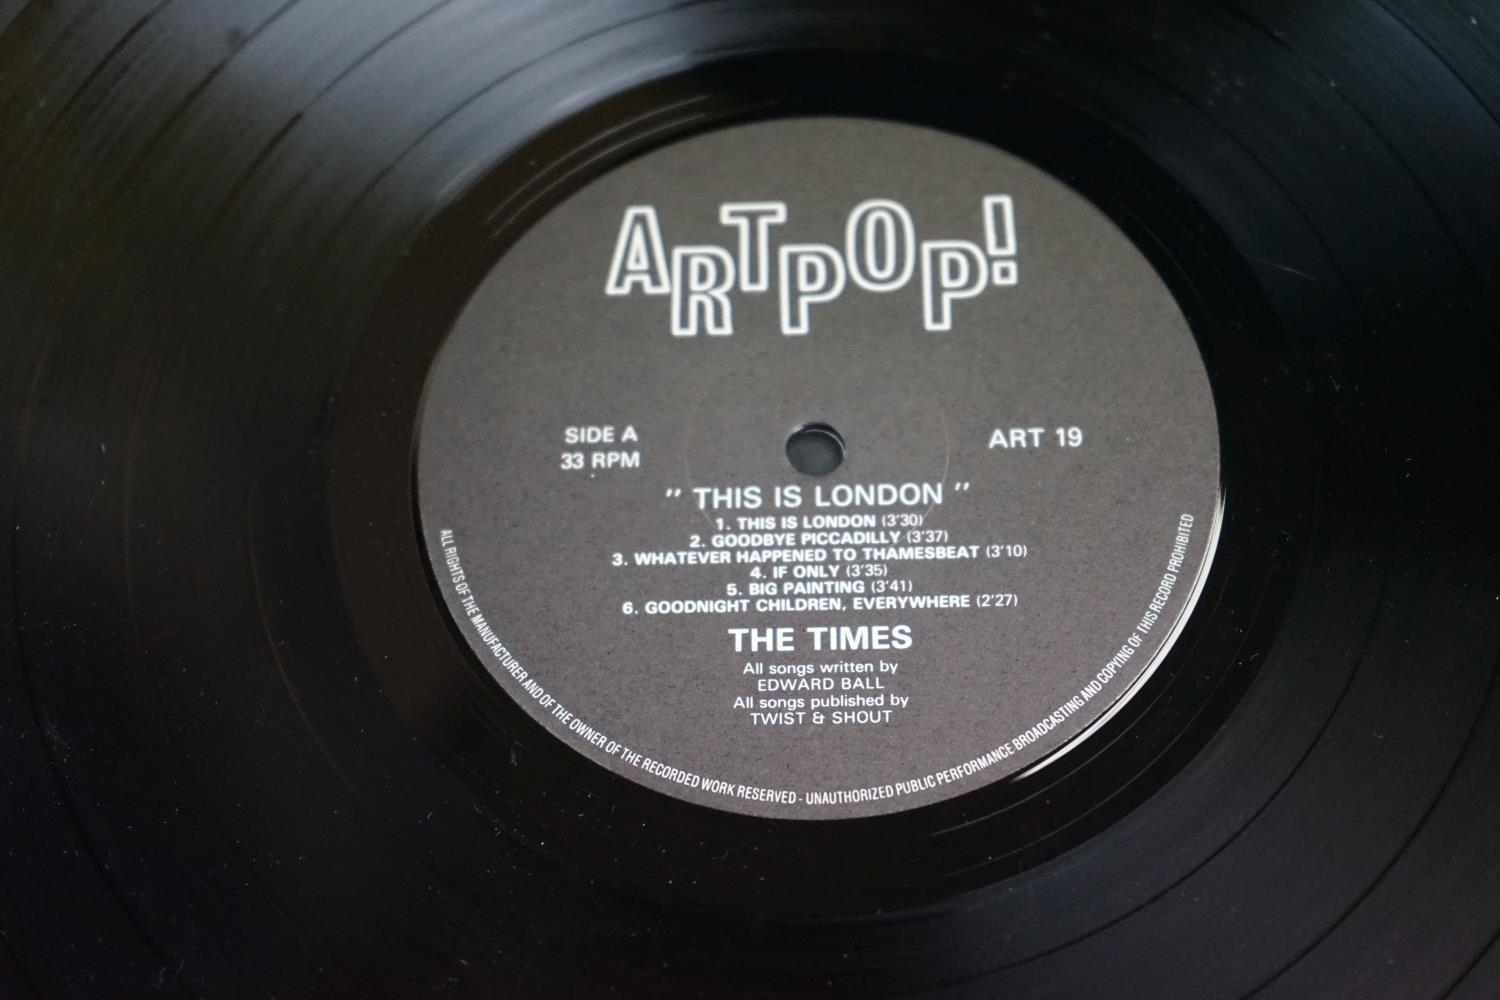 ARTPOP!
SIDE A
33 RPM
ART 19
" THIS IS LONDON "
1. THIS IS LONDON (3'30)
2. GOODBYE PICCADILLY (3'37)
3. WHATEVER HAPPENED TO THAMESBEAT (3'10)
4. IF ONLY (3'35)
5. BIG PAINTING (3'41)
6. GOODNIGHT CHILDREN, EVERYWHERE (2'27)
THE TIMES
All songs written by
EDWARD BALL
All songs published by
TWIST & SHOUT
ALL RIGHTS OF THE MANUFACTURER AND OF THE OWNER OF THE RECORDED WORK RESERVED - UNAUTHORIZED PUBLIC PERFORMANCE BROADCASTING AND COPYING OF THIS RECORD PROHIBITED